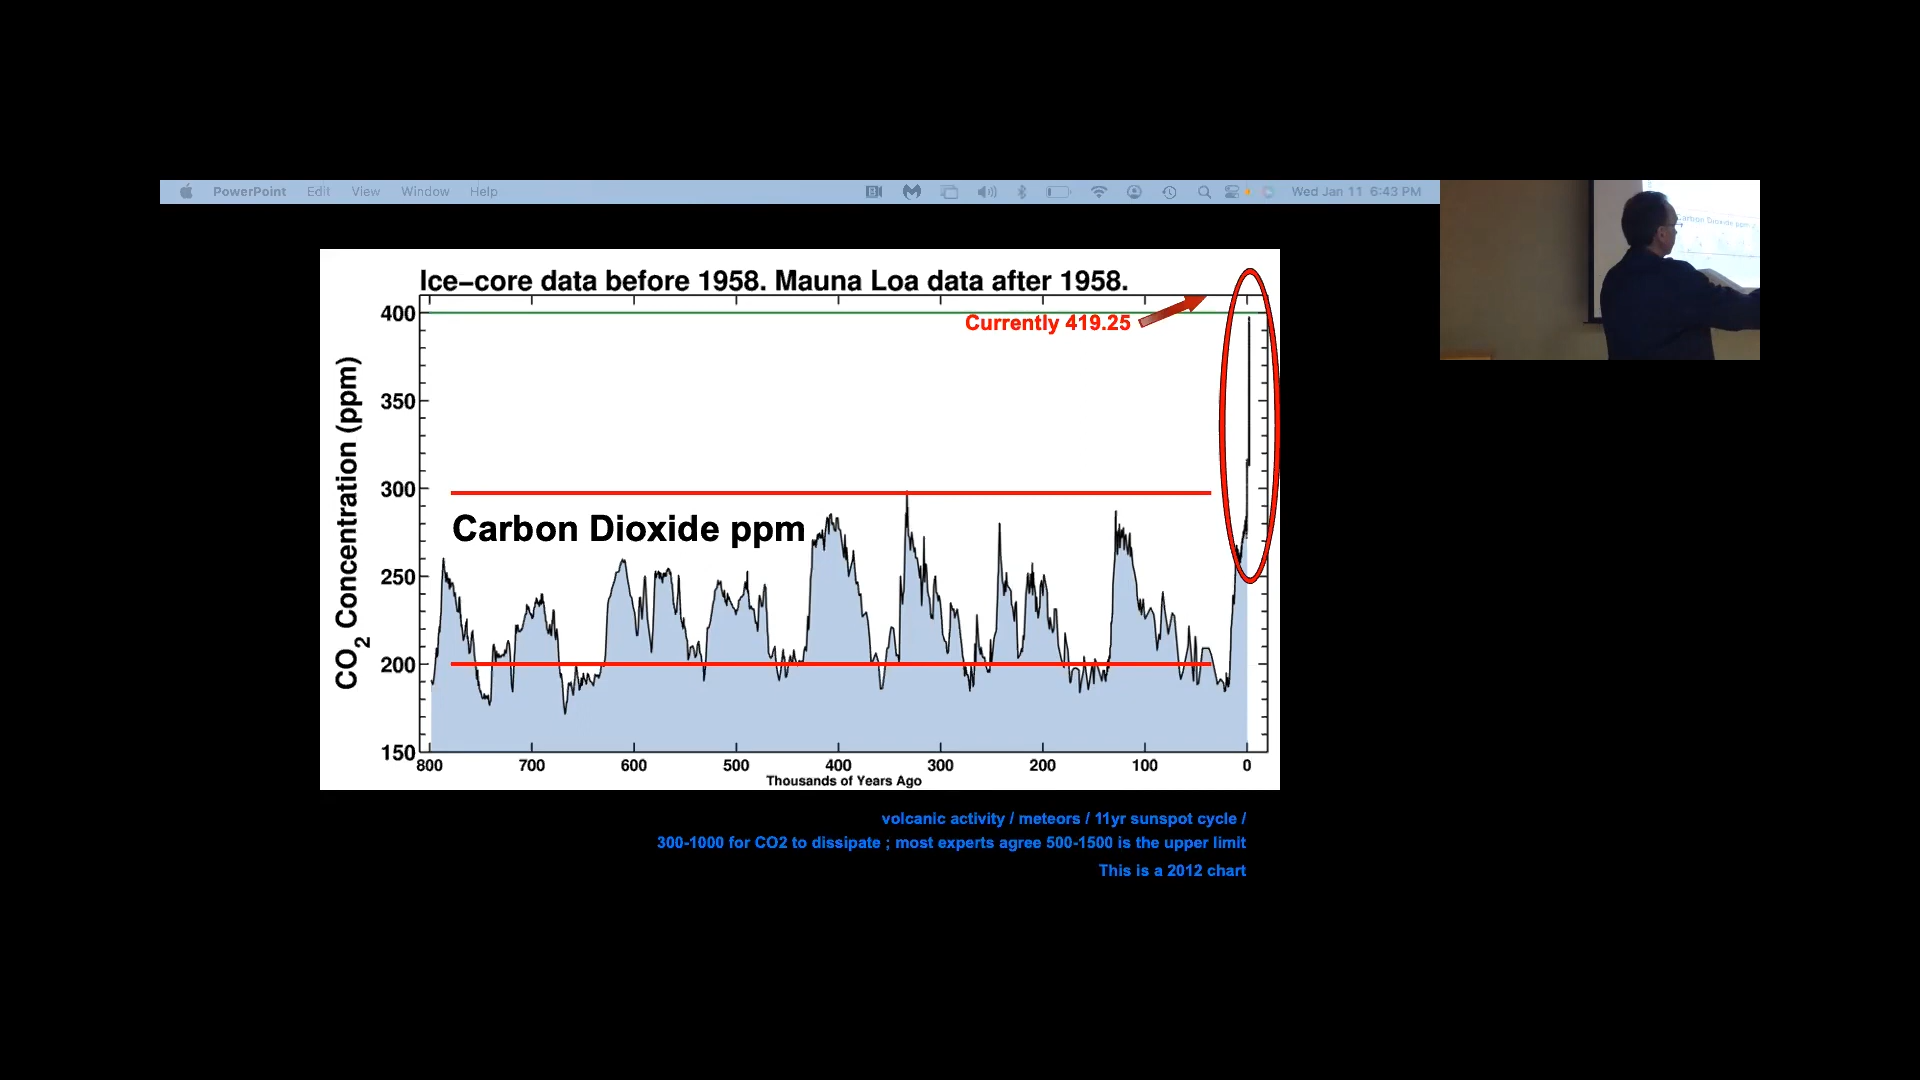 PowerPoint Edit View Window Help Wed Jan 11 6:43 PM
Ice-core data before 1958. Mauna Loa data after 1958.
Currently 419.25
CO2 Concentration (ppm)
400
350
300
250
200
150
Carbon Dioxide ppm
800 700 600 500 400 300 200 100 0
Thousands of Years Ago
volcanic activity / meteors / 11yr sunspot cycle /
300-1000 for CO2 to dissipate ; most experts agree 500-1500 is the upper limit
This is a 2012 chart
Carbon Dioxide ppm